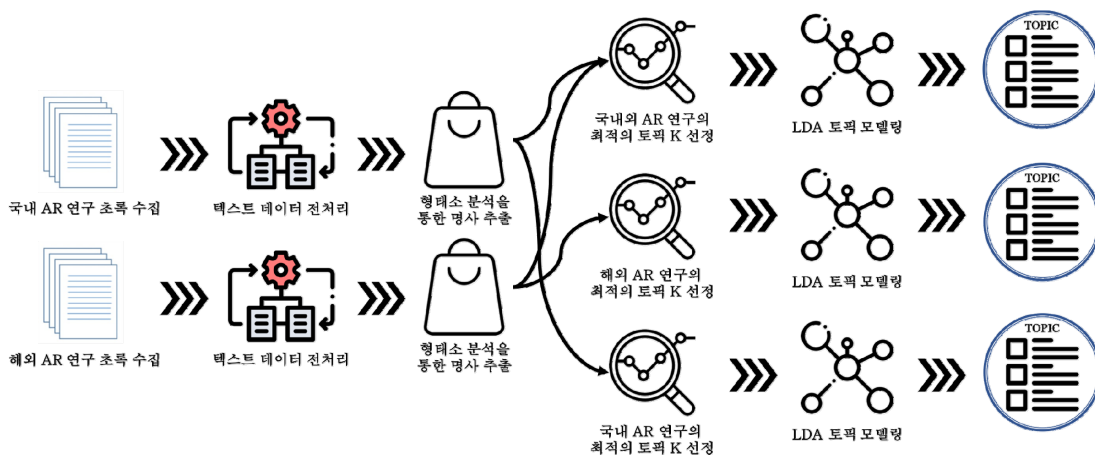 국내 AR 연구 초록 수집
텍스트 데이터 전처리
형태소 분석을
통한 명사 추출
해외 AR 연구 초록 수집
텍스트 데이터 전처리
형태소 분석을
통한 명사 추출
국내외 AR 연구의
최적의 토픽 K 선정
LDA 토픽 모델링
TOPIC
해외 AR 연구의
최적의 토픽 K 선정
LDA 토픽 모델링
TOPIC
국내 AR 연구의
최적의 토픽 K 선정
LDA 토픽 모델링
TOPIC